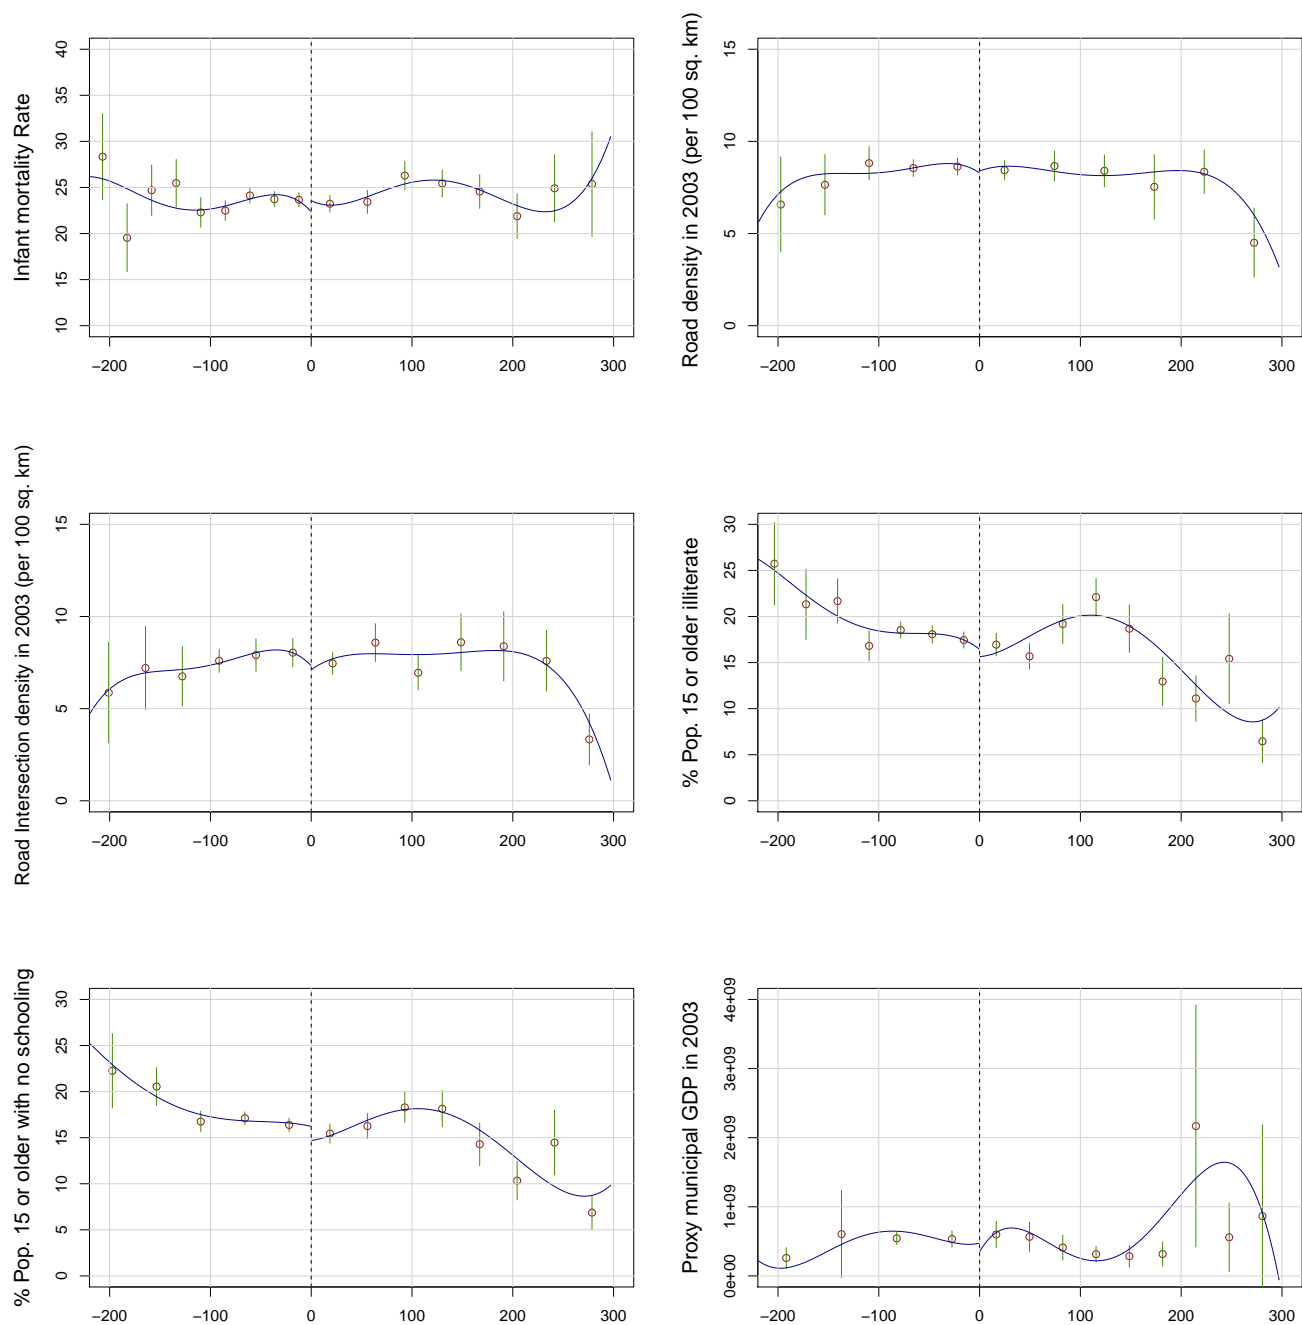 Infant mortality Rate
40
35
30
25
20
15
10
−200 −100 0 100 200 300
Road density in 2003 (per 100 sq. km)
15
10
5
0
−200 −100 0 100 200 300
Road Intersection density in 2003 (per 100 sq. km)
15
10
5
0
−200 −100 0 100 200 300
% Pop. 15 or older illiterate
30
25
20
15
10
5
0
−200 −100 0 100 200 300
% Pop. 15 or older with no schooling
30
25
20
15
10
5
0
−200 −100 0 100 200 300
Proxy municipal GDP in 2003
4e+09
3e+09
2e+09
1e+09
0e+00
−200 −100 0 100 200 300